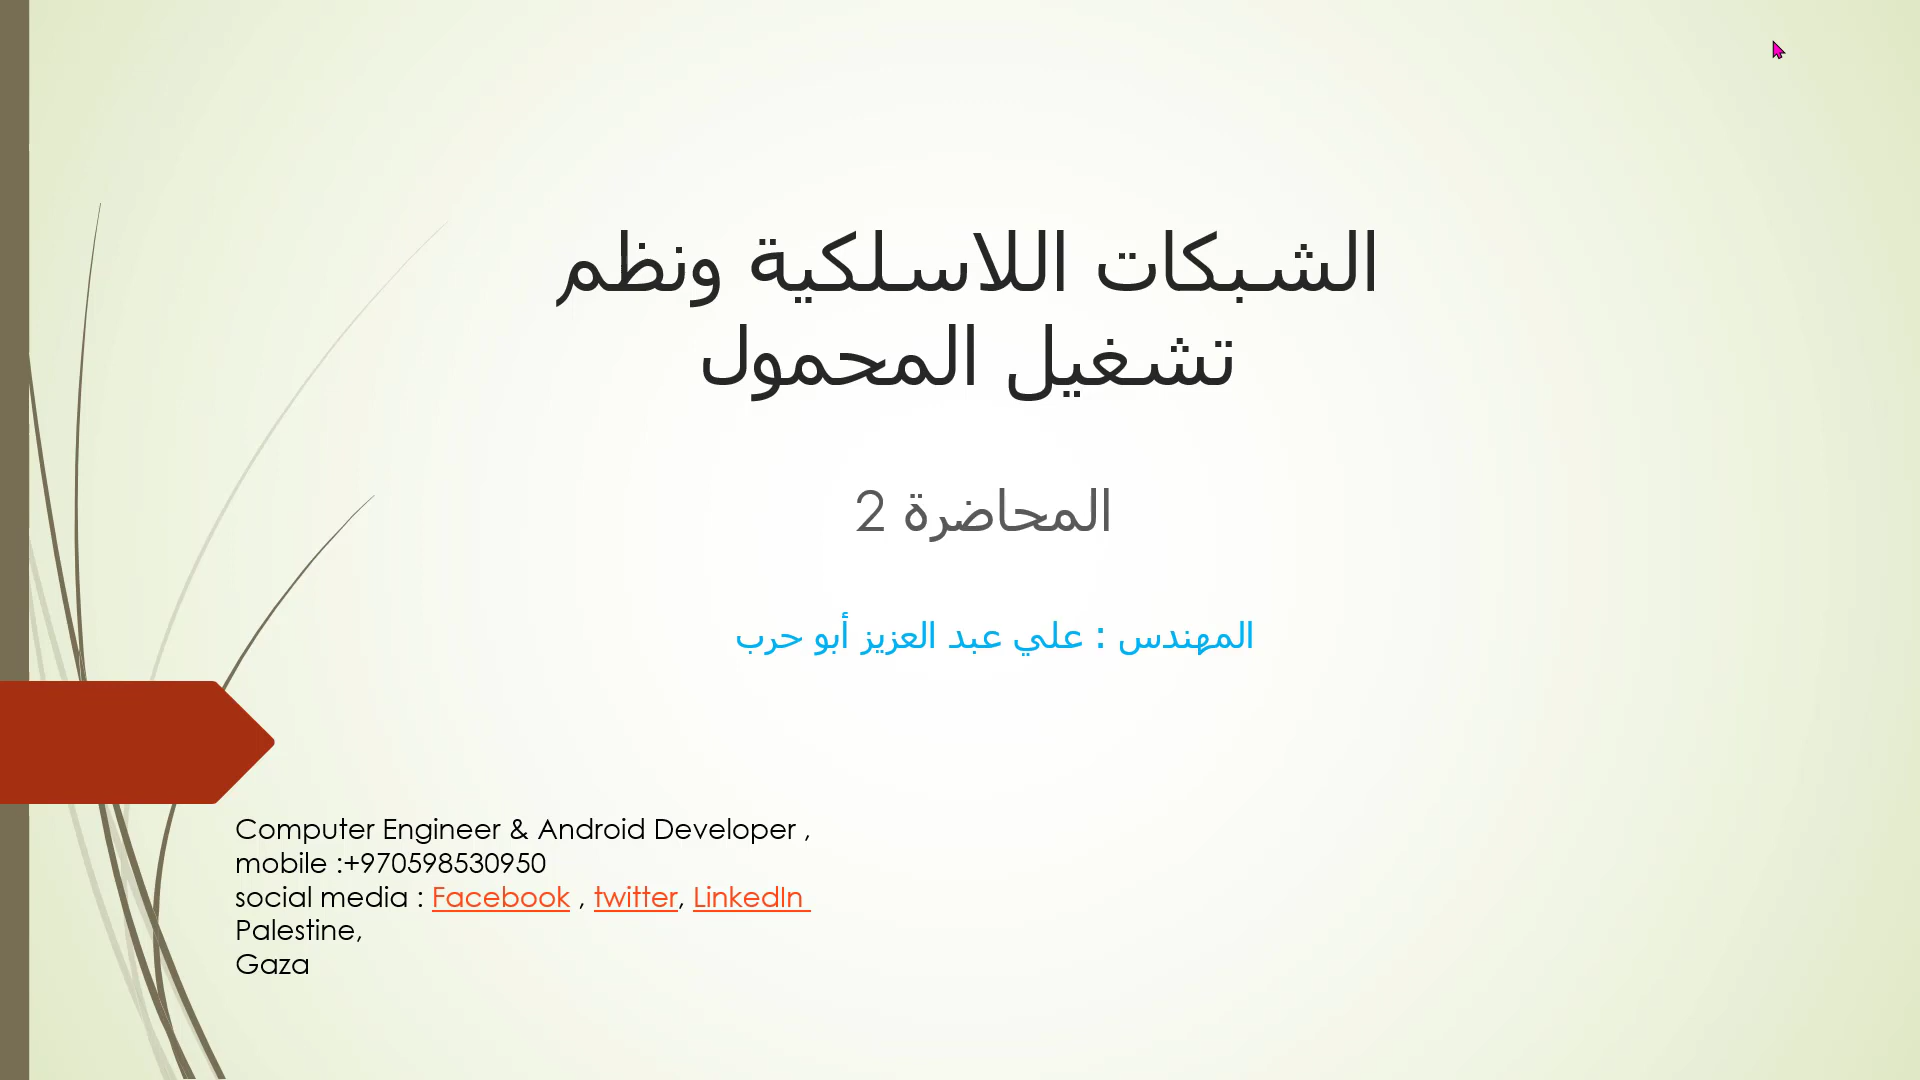 الشبكات اللاسلكية ونظم
تشغيل المحمول
المحاضرة 2
المهندس : علي عبد العزيز أبو حرب
Computer Engineer & Android Developer ,
mobile :+970598530950
social media : Facebook , twitter, LinkedIn
Palestine,
Gaza